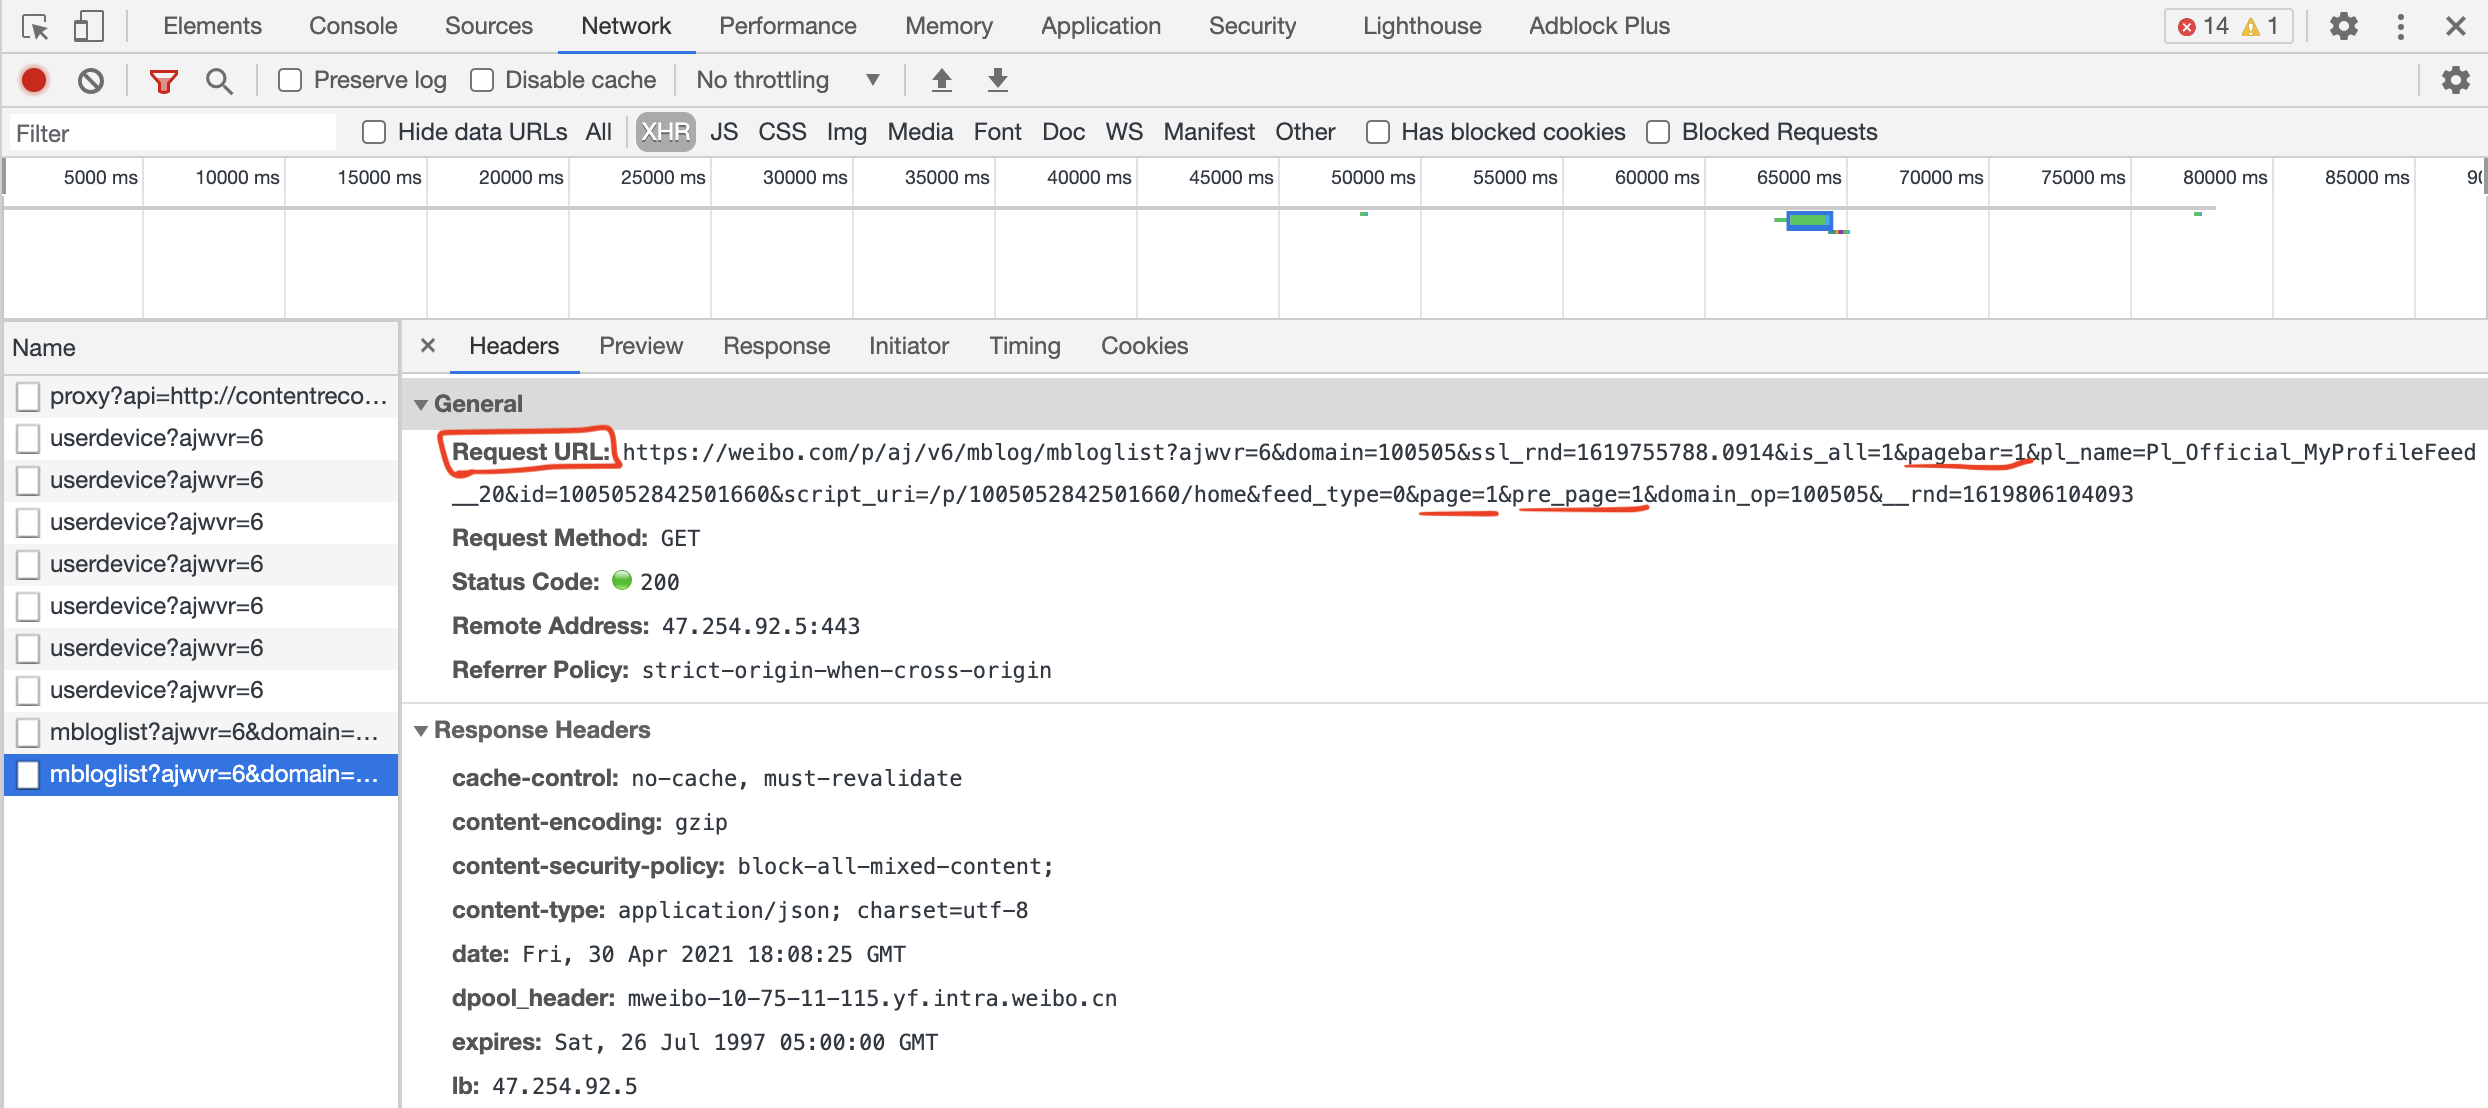 Elements Console Sources Network Performance Memory Application Security Lighthouse Adblock Plus 14 1
Preserve log Disable cache No throttling
Filter Hide data URLs All XHR JS CSS Img Media Font Doc WS Manifest Other Has blocked cookies Blocked Requests
5000 ms 10000 ms 15000 ms 20000 ms 25000 ms 30000 ms 35000 ms 40000 ms 45000 ms 50000 ms 55000 ms 60000 ms 65000 ms 70000 ms 75000 ms 80000 ms 85000 ms
Name
proxy?api=http://contentreco...
userdevice?ajwvr=6
userdevice?ajwvr=6
userdevice?ajwvr=6
userdevice?ajwvr=6
userdevice?ajwvr=6
userdevice?ajwvr=6
userdevice?ajwvr=6
mbloglist?ajwvr=6&domain=...
mbloglist?ajwvr=6&domain=...
Headers Preview Response Initiator Timing Cookies
General
Request URL: https://weibo.com/p/aj/v6/mblog/mbloglist?ajwvr=6&domain=100505&ssl_rnd=1619755788.0914&is_all=1&pagebar=1&pl_name=Pl_Official_MyProfileFeed
__20&id=1005052842501660&script_uri=/p/1005052842501660/home&feed_type=0&page=1&pre_page=1&domain_op=100505&__rnd=1619806104093
Request Method: GET
Status Code: 200
Remote Address: 47.254.92.5:443
Referrer Policy: strict-origin-when-cross-origin
Response Headers
cache-control: no-cache, must-revalidate
content-encoding: gzip
content-security-policy: block-all-mixed-content;
content-type: application/json; charset=utf-8
date: Fri, 30 Apr 2021 18:08:25 GMT
dpool_header: mweibo-10-75-11-115.yf.intra.weibo.cn
expires: Sat, 26 Jul 1997 05:00:00 GMT
lb: 47.254.92.5